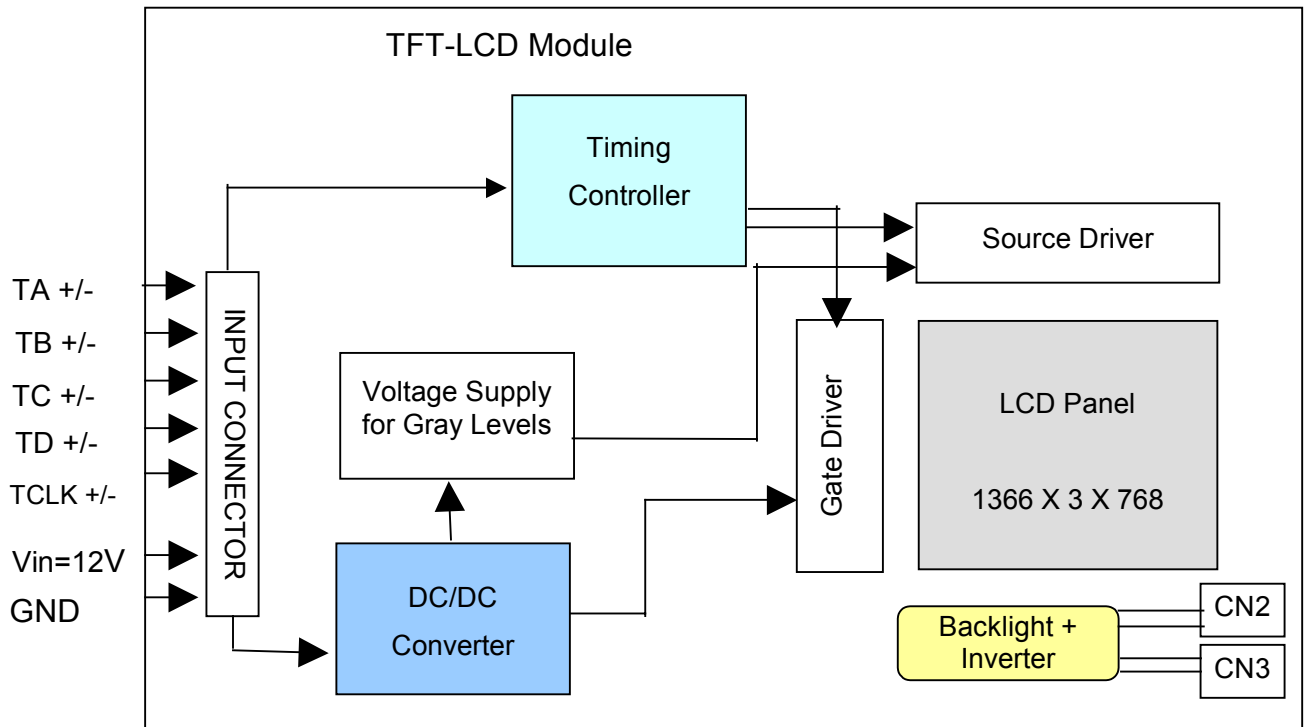 TFT-LCD Module
Timing
Controller
Source Driver
TA +/-
TB +/-
TC +/-
TD +/-
TCLK +/-
Vin=12V
GND
INPUT CONNECTOR
Voltage Supply
for Gray Levels
Gate Driver
LCD Panel
1366 X 3 X 768
DC/DC
Converter
Backlight +
Inverter
CN2
CN3